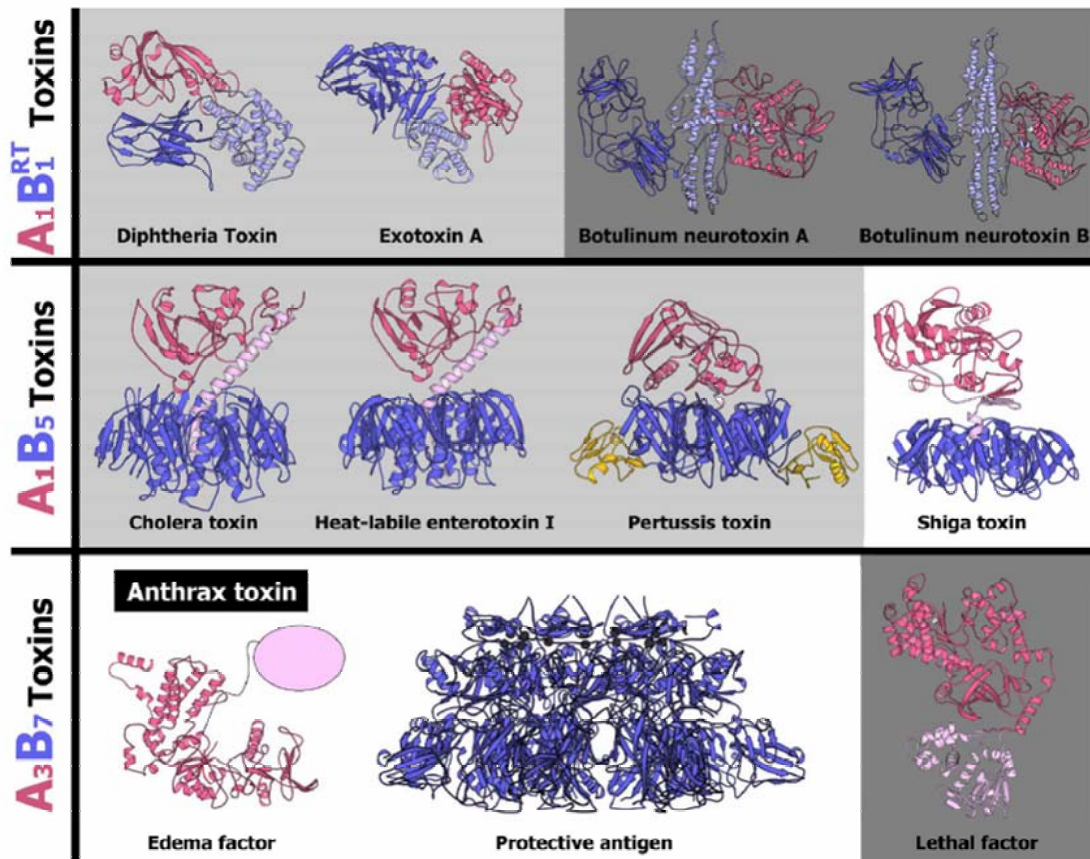 A₁B₁ᴿᵀ Toxins
Diphtheria Toxin
Exotoxin A
Botulinum neurotoxin A
Botulinum neurotoxin B
A₁B₅ Toxins
Cholera toxin
Heat-labile enterotoxin I
Pertussis toxin
Shiga toxin
A₃B₇ Toxins
Anthrax toxin
Edema factor
Protective antigen
Lethal factor